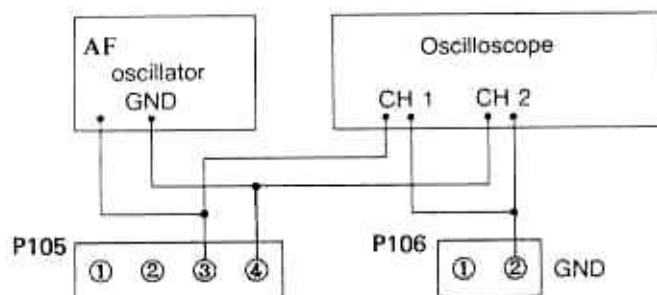 AF
oscillator
GND
Oscilloscope
CH 1 CH 2
P105
① ② ③ ④
P106
① ② GND